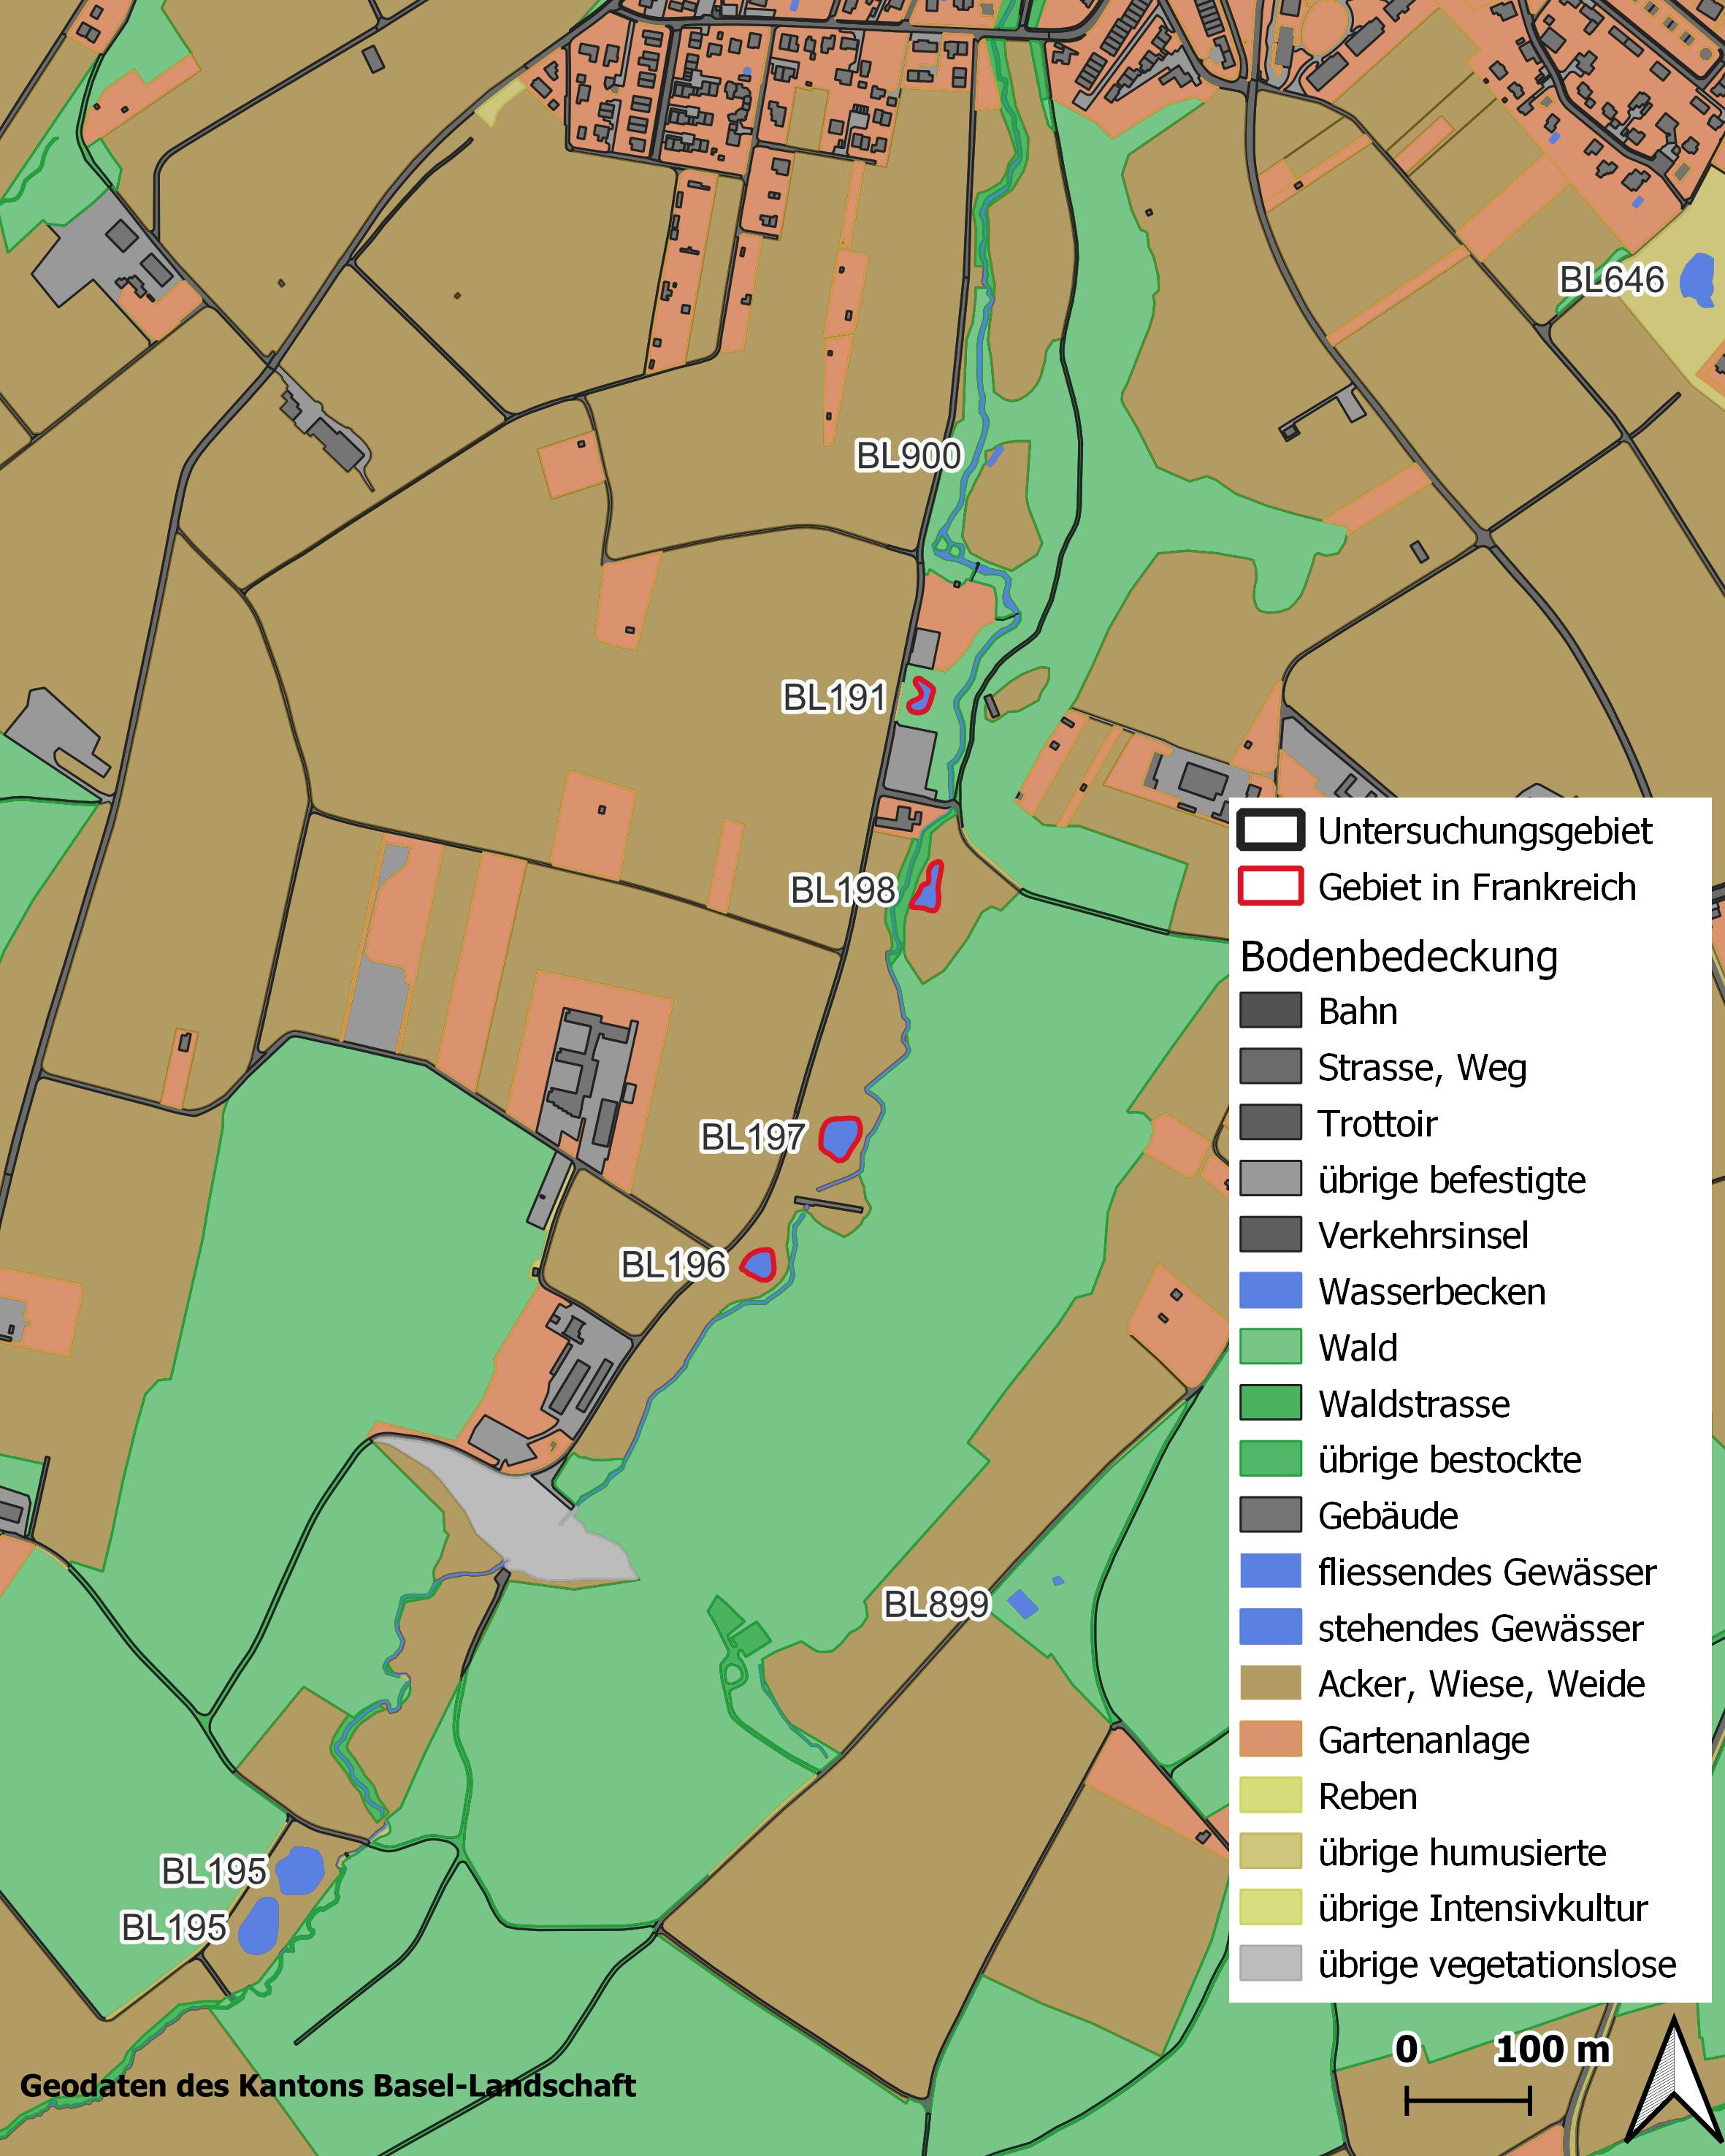 BL646
BL900
BL191
BL198
BL197
BL196
BL899
BL195
BL195
Untersuchungsgebiet
Gebiet in Frankreich
Bodenbedeckung
Bahn
Strasse, Weg
Trottoir
übrige befestigte
Verkehrsinsel
Wasserbecken
Wald
Waldstrasse
übrige bestockte
Gebäude
fliessendes Gewässer
stehendes Gewässer
Acker, Wiese, Weide
Gartenanlage
Reben
übrige humusierte
übrige Intensivkultur
übrige vegetationslose
0 100 m
Geodaten des Kantons Basel-Landschaft